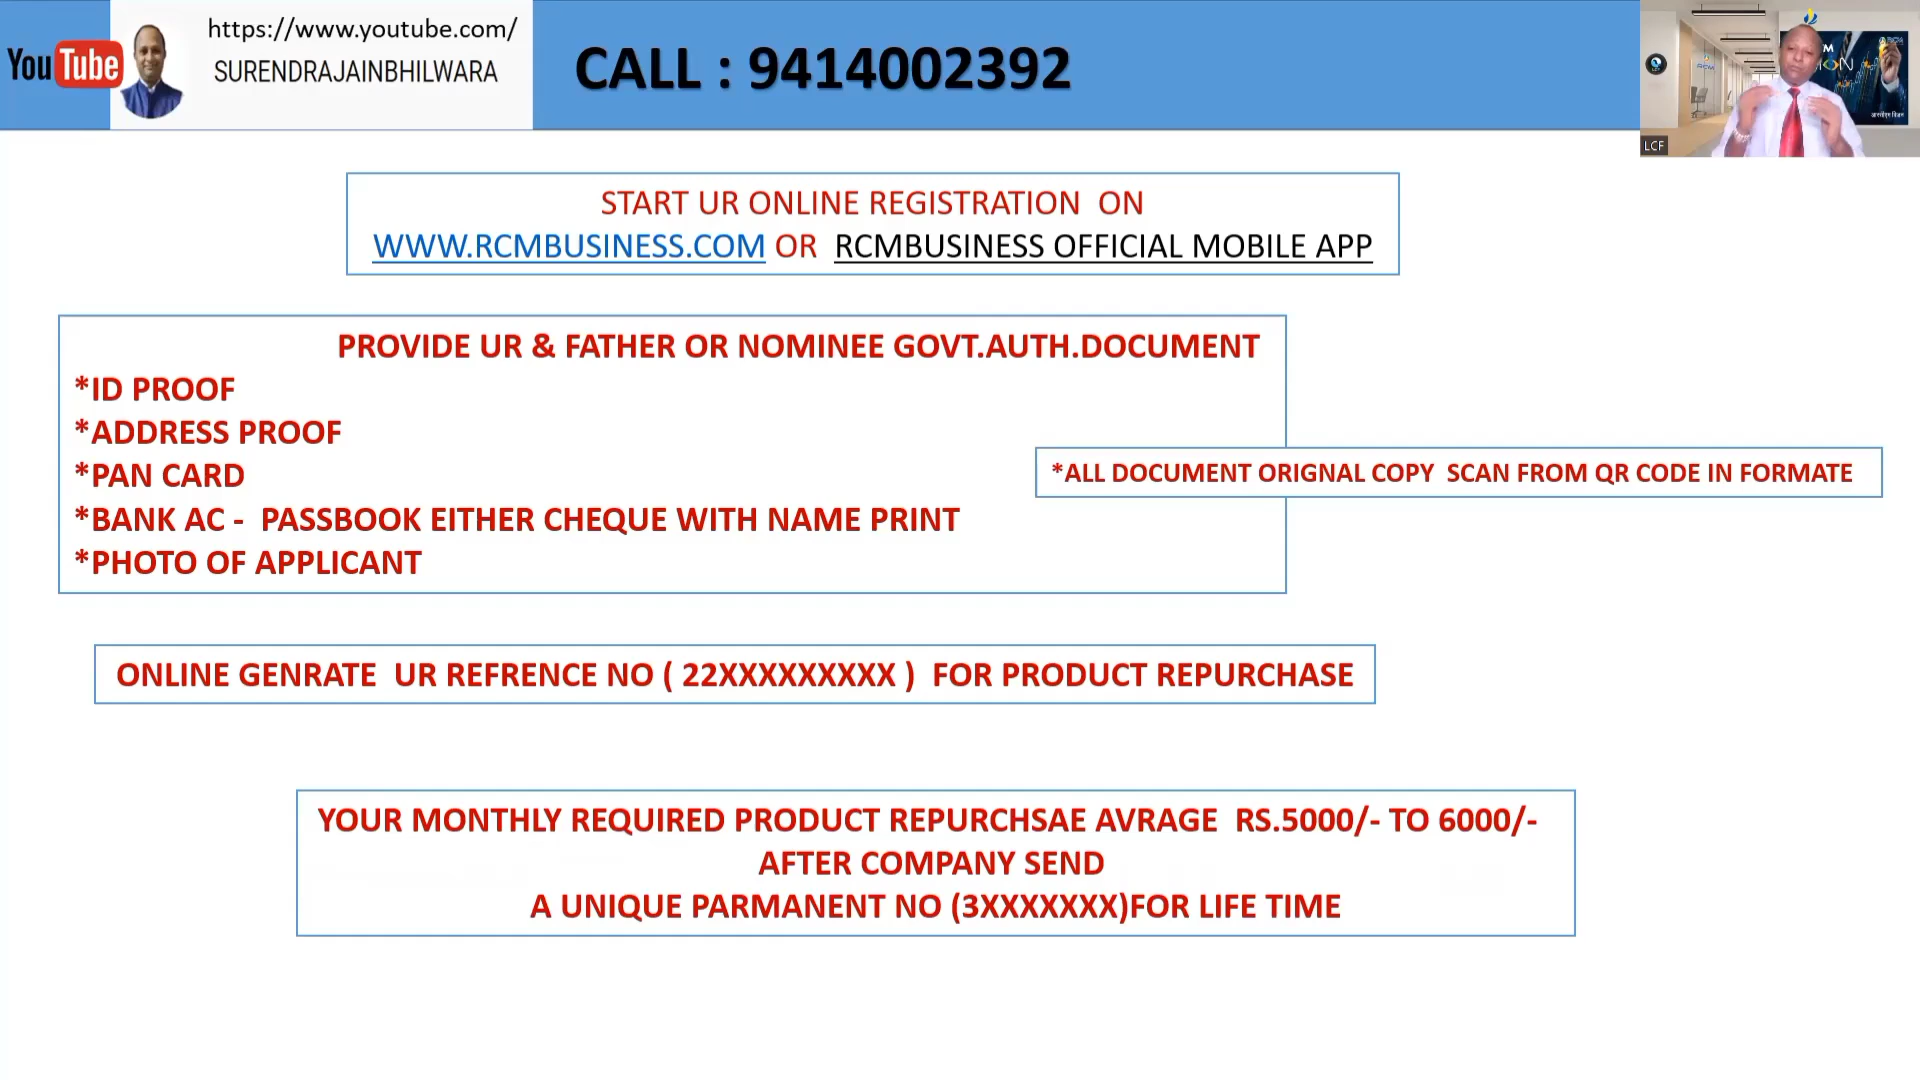 YouTube
https://www.youtube.com/
SURENDRAJAINBHILWARA
CALL : 9414002392
LCF
START UR ONLINE REGISTRATION ON
WWW.RCMBUSINESS.COM OR RCMBUSINESS OFFICIAL MOBILE APP
PROVIDE UR & FATHER OR NOMINEE GOVT.AUTH.DOCUMENT
*ID PROOF
*ADDRESS PROOF
*PAN CARD
*BANK AC - PASSBOOK EITHER CHEQUE WITH NAME PRINT
*PHOTO OF APPLICANT
*ALL DOCUMENT ORIGNAL COPY SCAN FROM QR CODE IN FORMATE
ONLINE GENRATE UR REFRENCE NO ( 22XXXXXXXXX ) FOR PRODUCT REPURCHASE
YOUR MONTHLY REQUIRED PRODUCT REPURCHSAE AVRAGE RS.5000/- TO 6000/-
AFTER COMPANY SEND
A UNIQUE PARMANENT NO (3XXXXXXX)FOR LIFE TIME